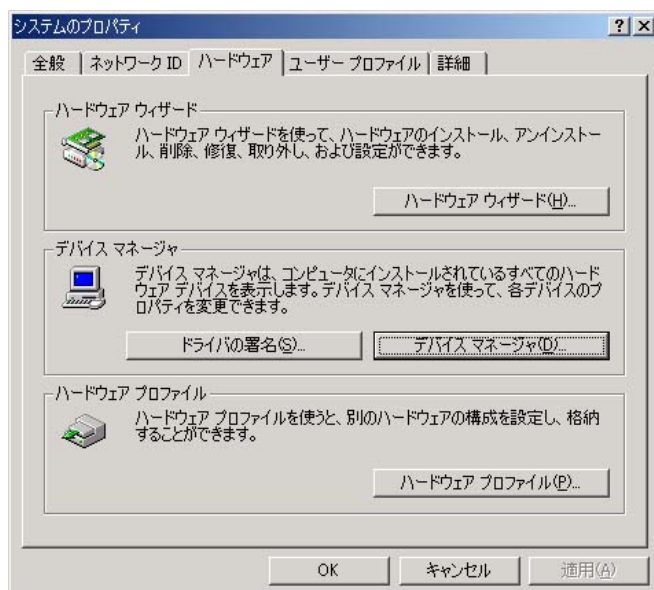 システムのプロパティ
全般
ネットワーク ID
ハードウェア
ユーザー プロファイル
詳細
ハードウェア ウィザード
ハードウェア ウィザードを使って、ハードウェアのインストール、アンインストー
ル、削除、修復、取り外し、および設定ができます。
ハードウェア ウィザード(H)...
デバイス マネージャ
デバイス マネージャは、コンピュータにインストールされているすべてのハード
ウェア デバイスを表示します。デバイス マネージャを使って、各デバイスのプ
ロパティを変更できます。
ドライバの署名(S)...
デバイス マネージャ(D)...
ハードウェア プロファイル
ハードウェア プロファイルを使うと、別のハードウェアの構成を設定し、格納
することができます。
ハードウェア プロファイル(P)...
OK
キャンセル
適用(A)